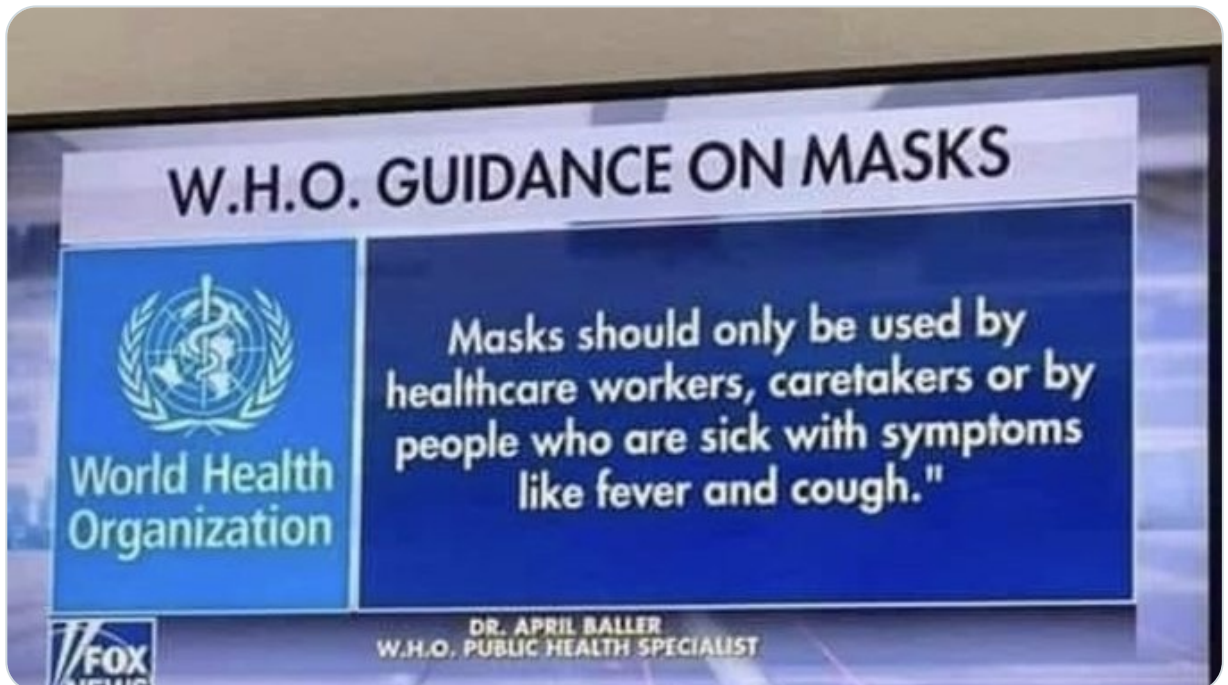 W.H.O. GUIDANCE ON MASKS
Masks should only be used by
healthcare workers, caretakers or by
people who are sick with symptoms
like fever and cough."
World Health
Organization
DR. APRIL BALLER
W.H.O. PUBLIC HEALTH SPECIALIST
FOX
NEWS